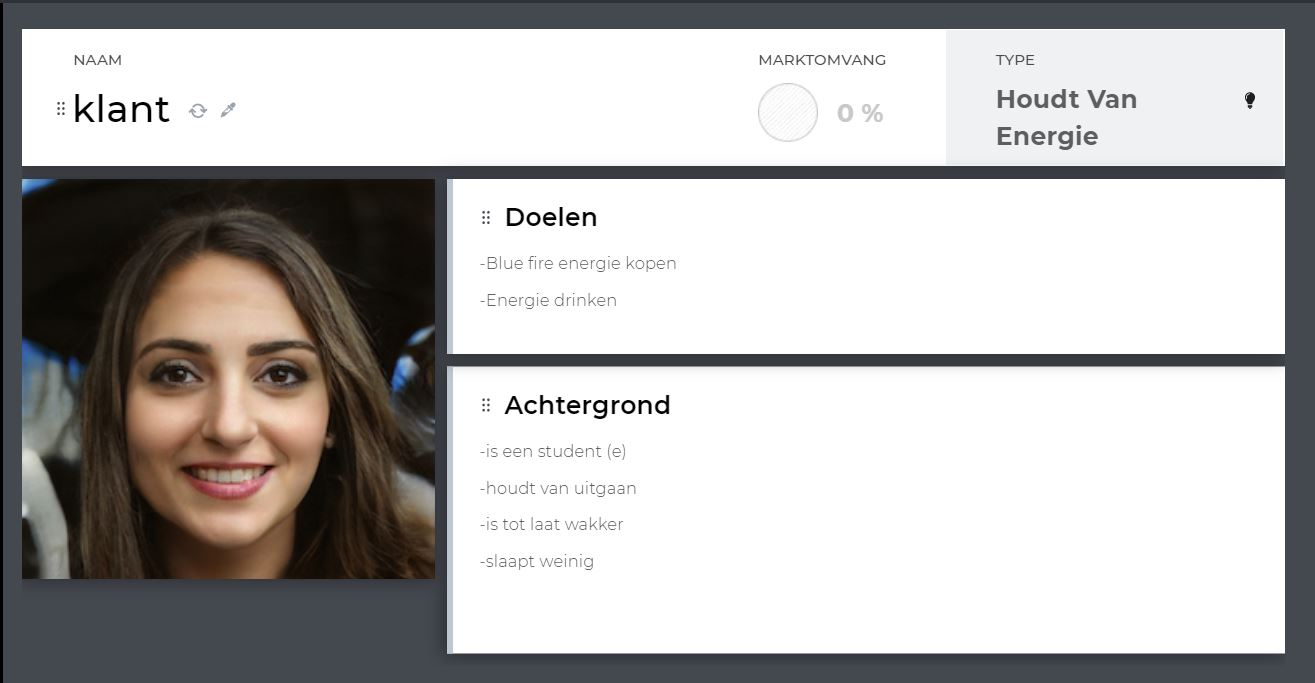 NAAM
klant
MARKTOMVANG
0 %
TYPE
Houdt Van
Energie
Doelen
-Blue fire energie kopen
-Energie drinken
Achtergrond
-is een student (e)
-houdt van uitgaan
-is tot laat wakker
-slaapt weinig